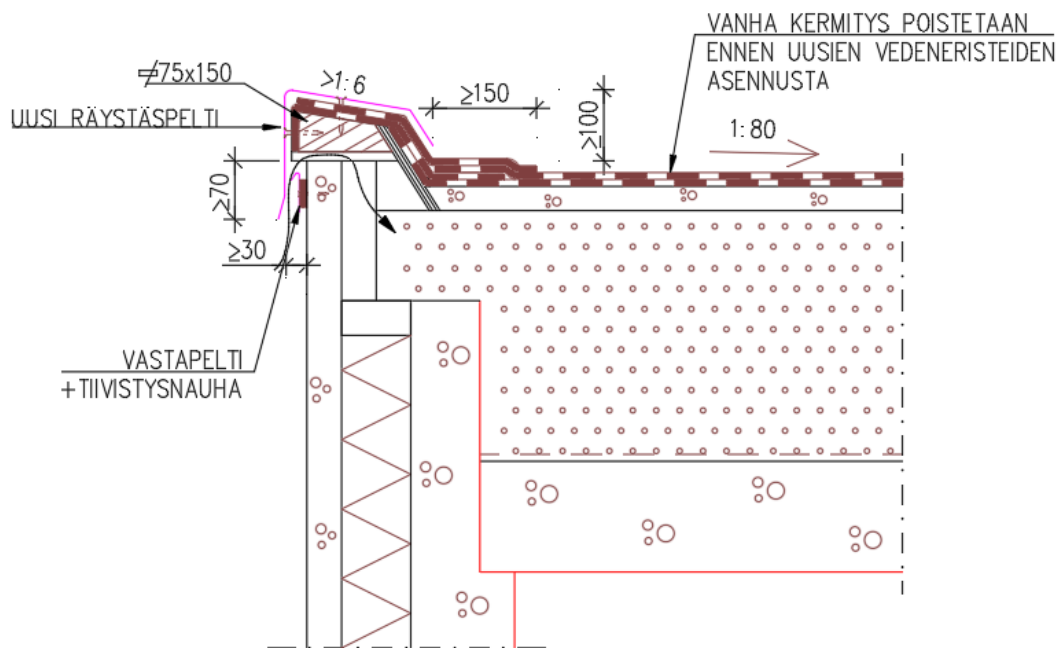 VANHA KERMITYS POISTETAAN
ENNEN UUSIEN VEDENERISTEIDEN
ASENNUSTA
≠75x150
>1:6
≥150
≥100
1:80
UUSI RÄYSTÄSPELTI
≥70
≥30
VASTAPELTI
+TIIVISTYSNAUHA